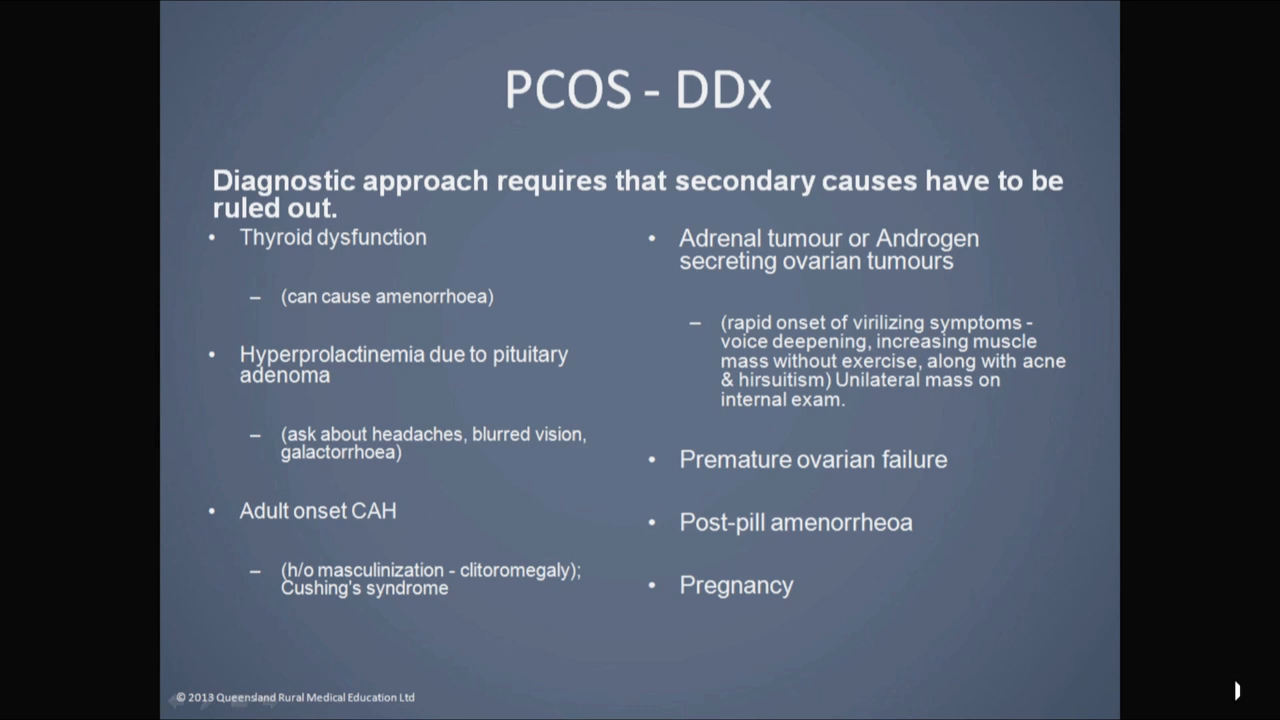 PCOS - DDx
Diagnostic approach requires that secondary causes have to be
ruled out.
• Thyroid dysfunction
– (can cause amenorrhoea)
• Hyperprolactinemia due to pituitary
adenoma
– (ask about headaches, blurred vision,
galactorrhoea)
• Adult onset CAH
– (h/o masculinization - clitoromegaly);
Cushing's syndrome
• Adrenal tumour or Androgen
secreting ovarian tumours
– (rapid onset of virilizing symptoms -
voice deepening, increasing muscle
mass without exercise, along with acne
& hirsuitism) Unilateral mass on
internal exam.
• Premature ovarian failure
• Post-pill amenorrheoa
• Pregnancy
© 2013 Queensland Rural Medical Education Ltd